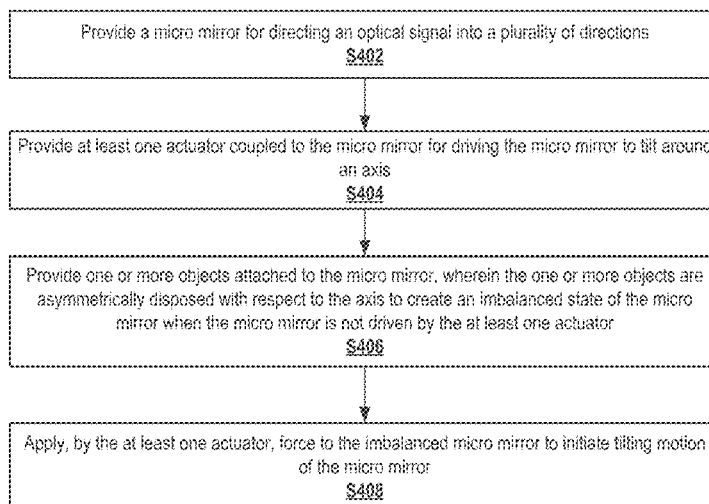 Provide a micro mirror for directing an optical signal into a plurality of directions
S402
Provide at least one actuator coupled to the micro mirror for driving the micro mirror to tilt around
an axis
S404
Provide one or more objects attached to the micro mirror, wherein the one or more objects are
asymmetrically disposed with respect to the axis to create an imbalanced state of the micro
mirror when the micro mirror is not driven by the at least one actuator
S406
Apply, by the at least one actuator, force to the imbalanced micro mirror to initiate tilting motion
of the micro mirror
S408